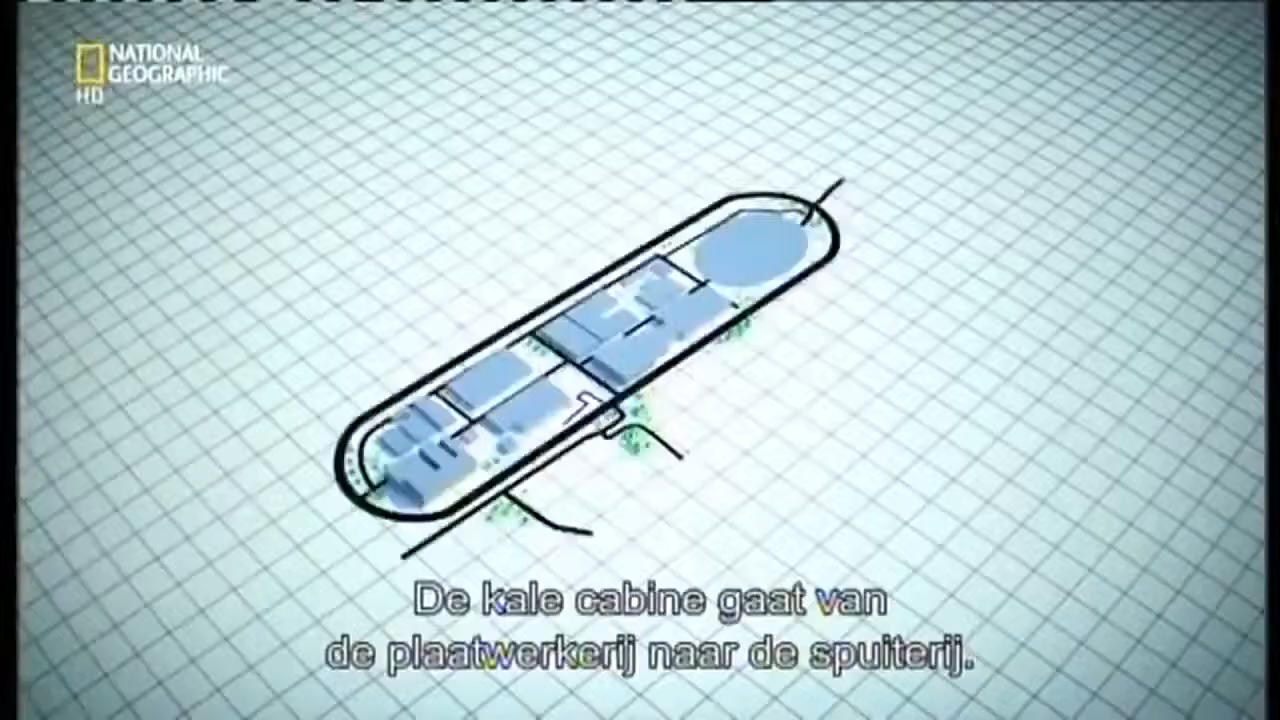 NATIONAL
GEOGRAPHIC
HD
De kale cabine gaat van
de plaatwerkerij naar de spuiterij.